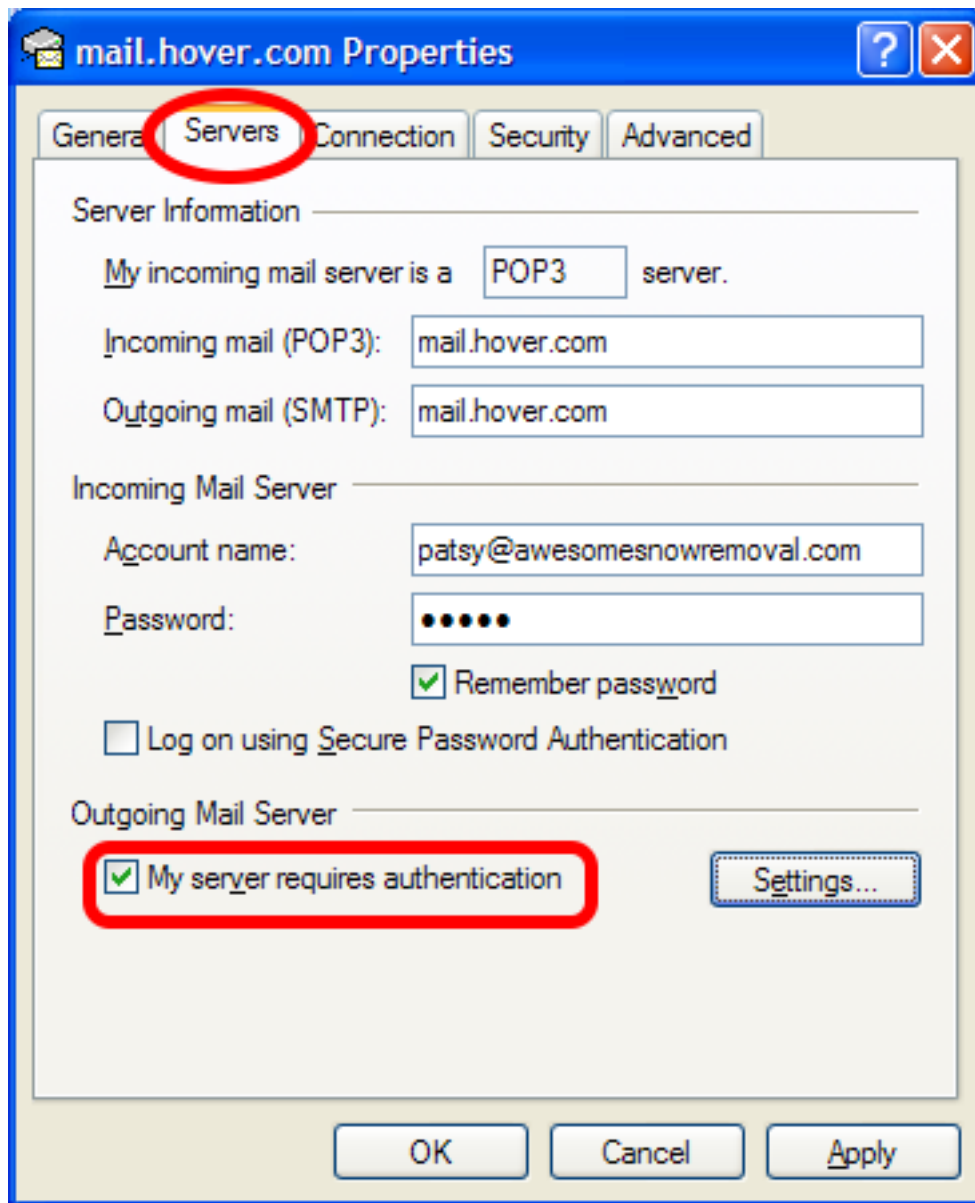 mail.hover.com Properties
General Servers Connection Security Advanced
Server Information
My incoming mail server is a POP3 server.
Incoming mail (POP3): mail.hover.com
Outgoing mail (SMTP): mail.hover.com
Incoming Mail Server
Account name: patsy@awesomesnowremoval.com
Password: •••••
Remember password
Log on using Secure Password Authentication
Outgoing Mail Server
My server requires authentication Settings...
OK Cancel Apply